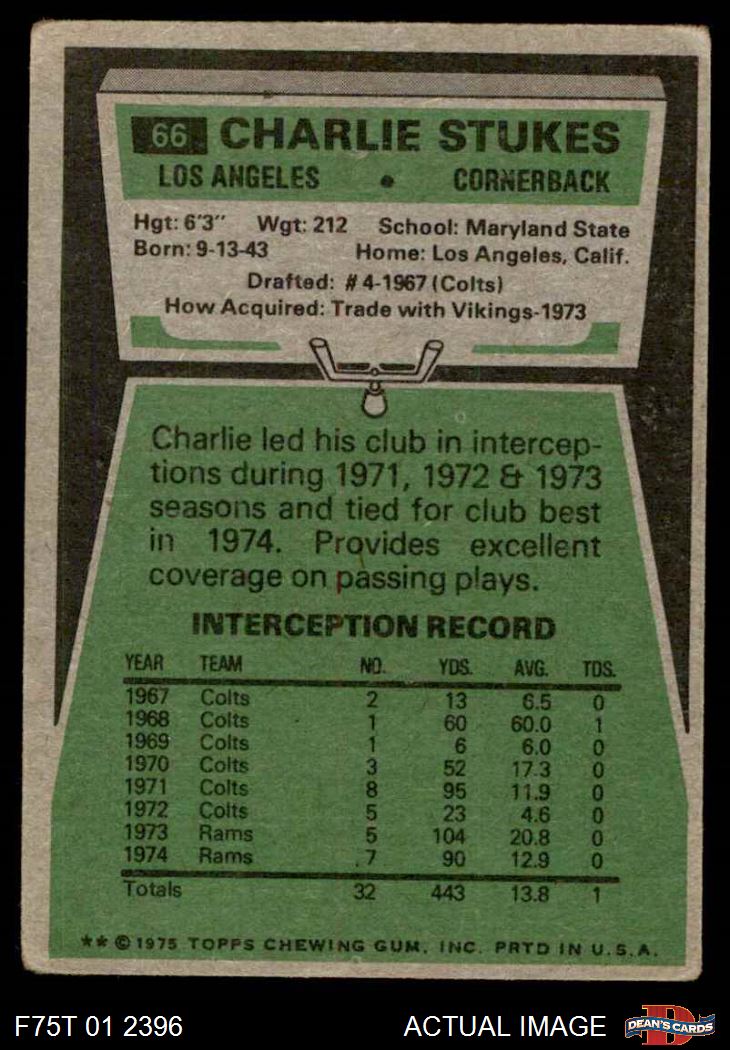 66 CHARLIE STUKES
LOS ANGELES • CORNERBACK
Hgt: 6'3" Wgt: 212 School: Maryland State
Born: 9-13-43 Home: Los Angeles, Calif.
Drafted: #4-1967 (Colts)
How Acquired: Trade with Vikings-1973
Charlie led his club in intercep-
tions during 1971, 1972 & 1973
seasons and tied for club best
in 1974. Provides excellent
coverage on passing plays.
INTERCEPTION RECORD
YEAR TEAM NO. YDS. AVG. TDS.
1967 Colts 2 13 6.5 0
1968 Colts 1 60 60.0 1
1969 Colts 1 6 6.0 0
1970 Colts 3 52 17.3 0
1971 Colts 8 95 11.9 0
1972 Colts 5 23 4.6 0
1973 Rams 5 104 20.8 0
1974 Rams 7 90 12.9 0
Totals 32 443 13.8 1
** © 1975 TOPPS CHEWING GUM, INC. PRTD IN U.S.A.
F75T 01 2396 ACTUAL IMAGE D DEAN'S CARDS